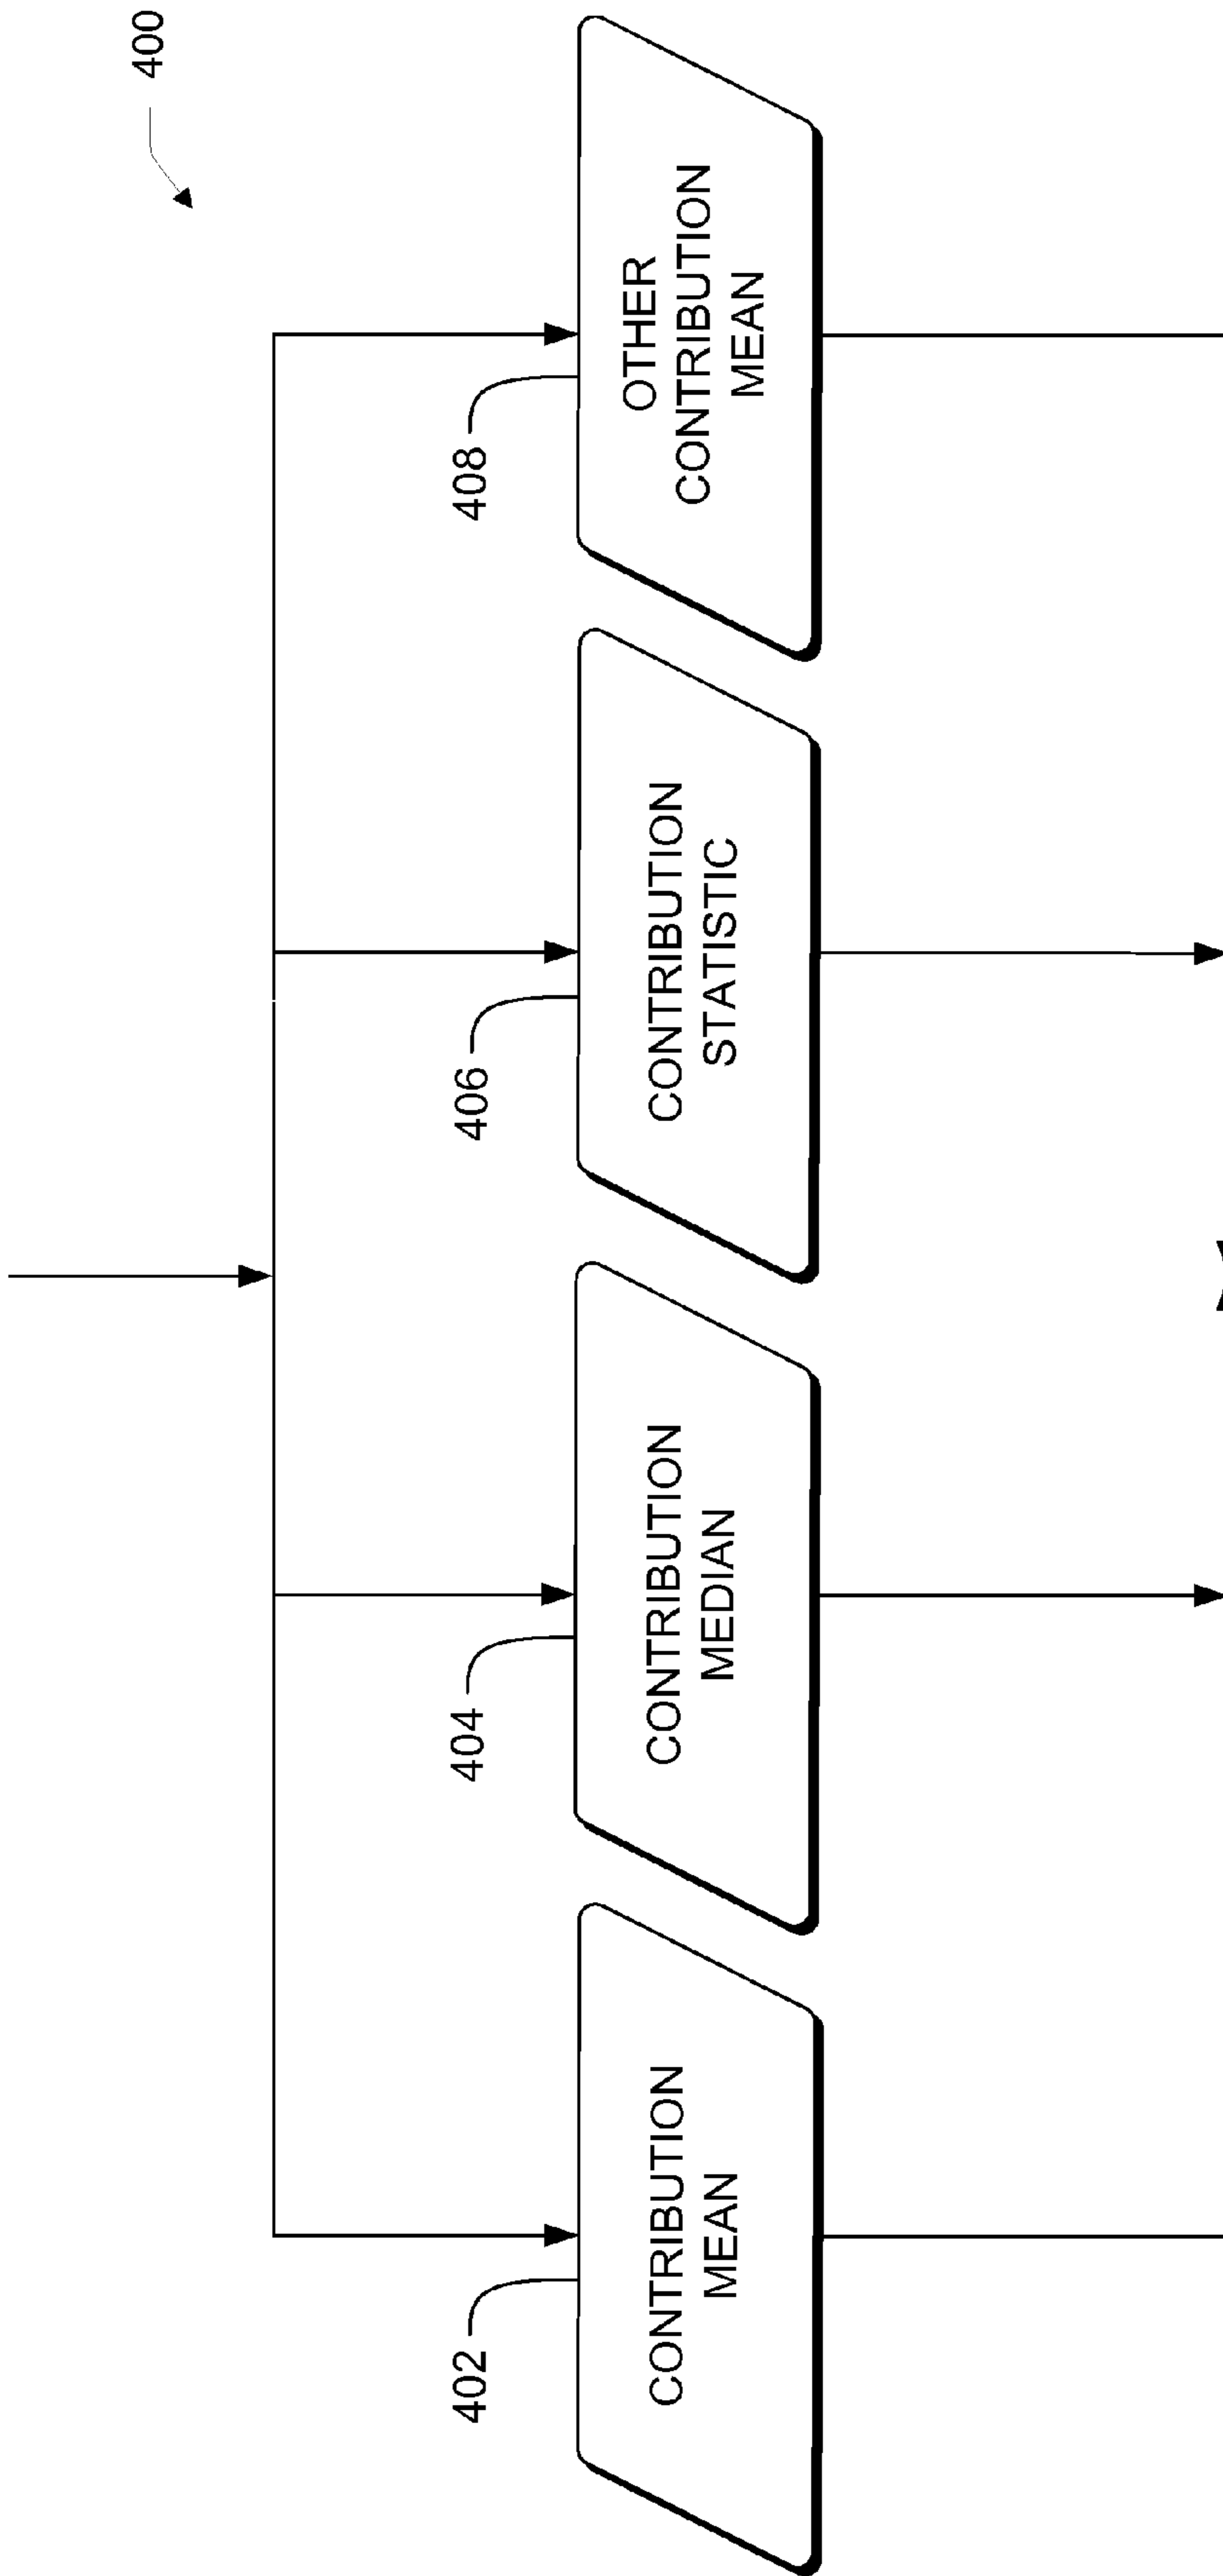 400
402
CONTRIBUTION
MEAN
404
CONTRIBUTION
MEDIAN
406
CONTRIBUTION
STATISTIC
408
OTHER
CONTRIBUTION
MEAN